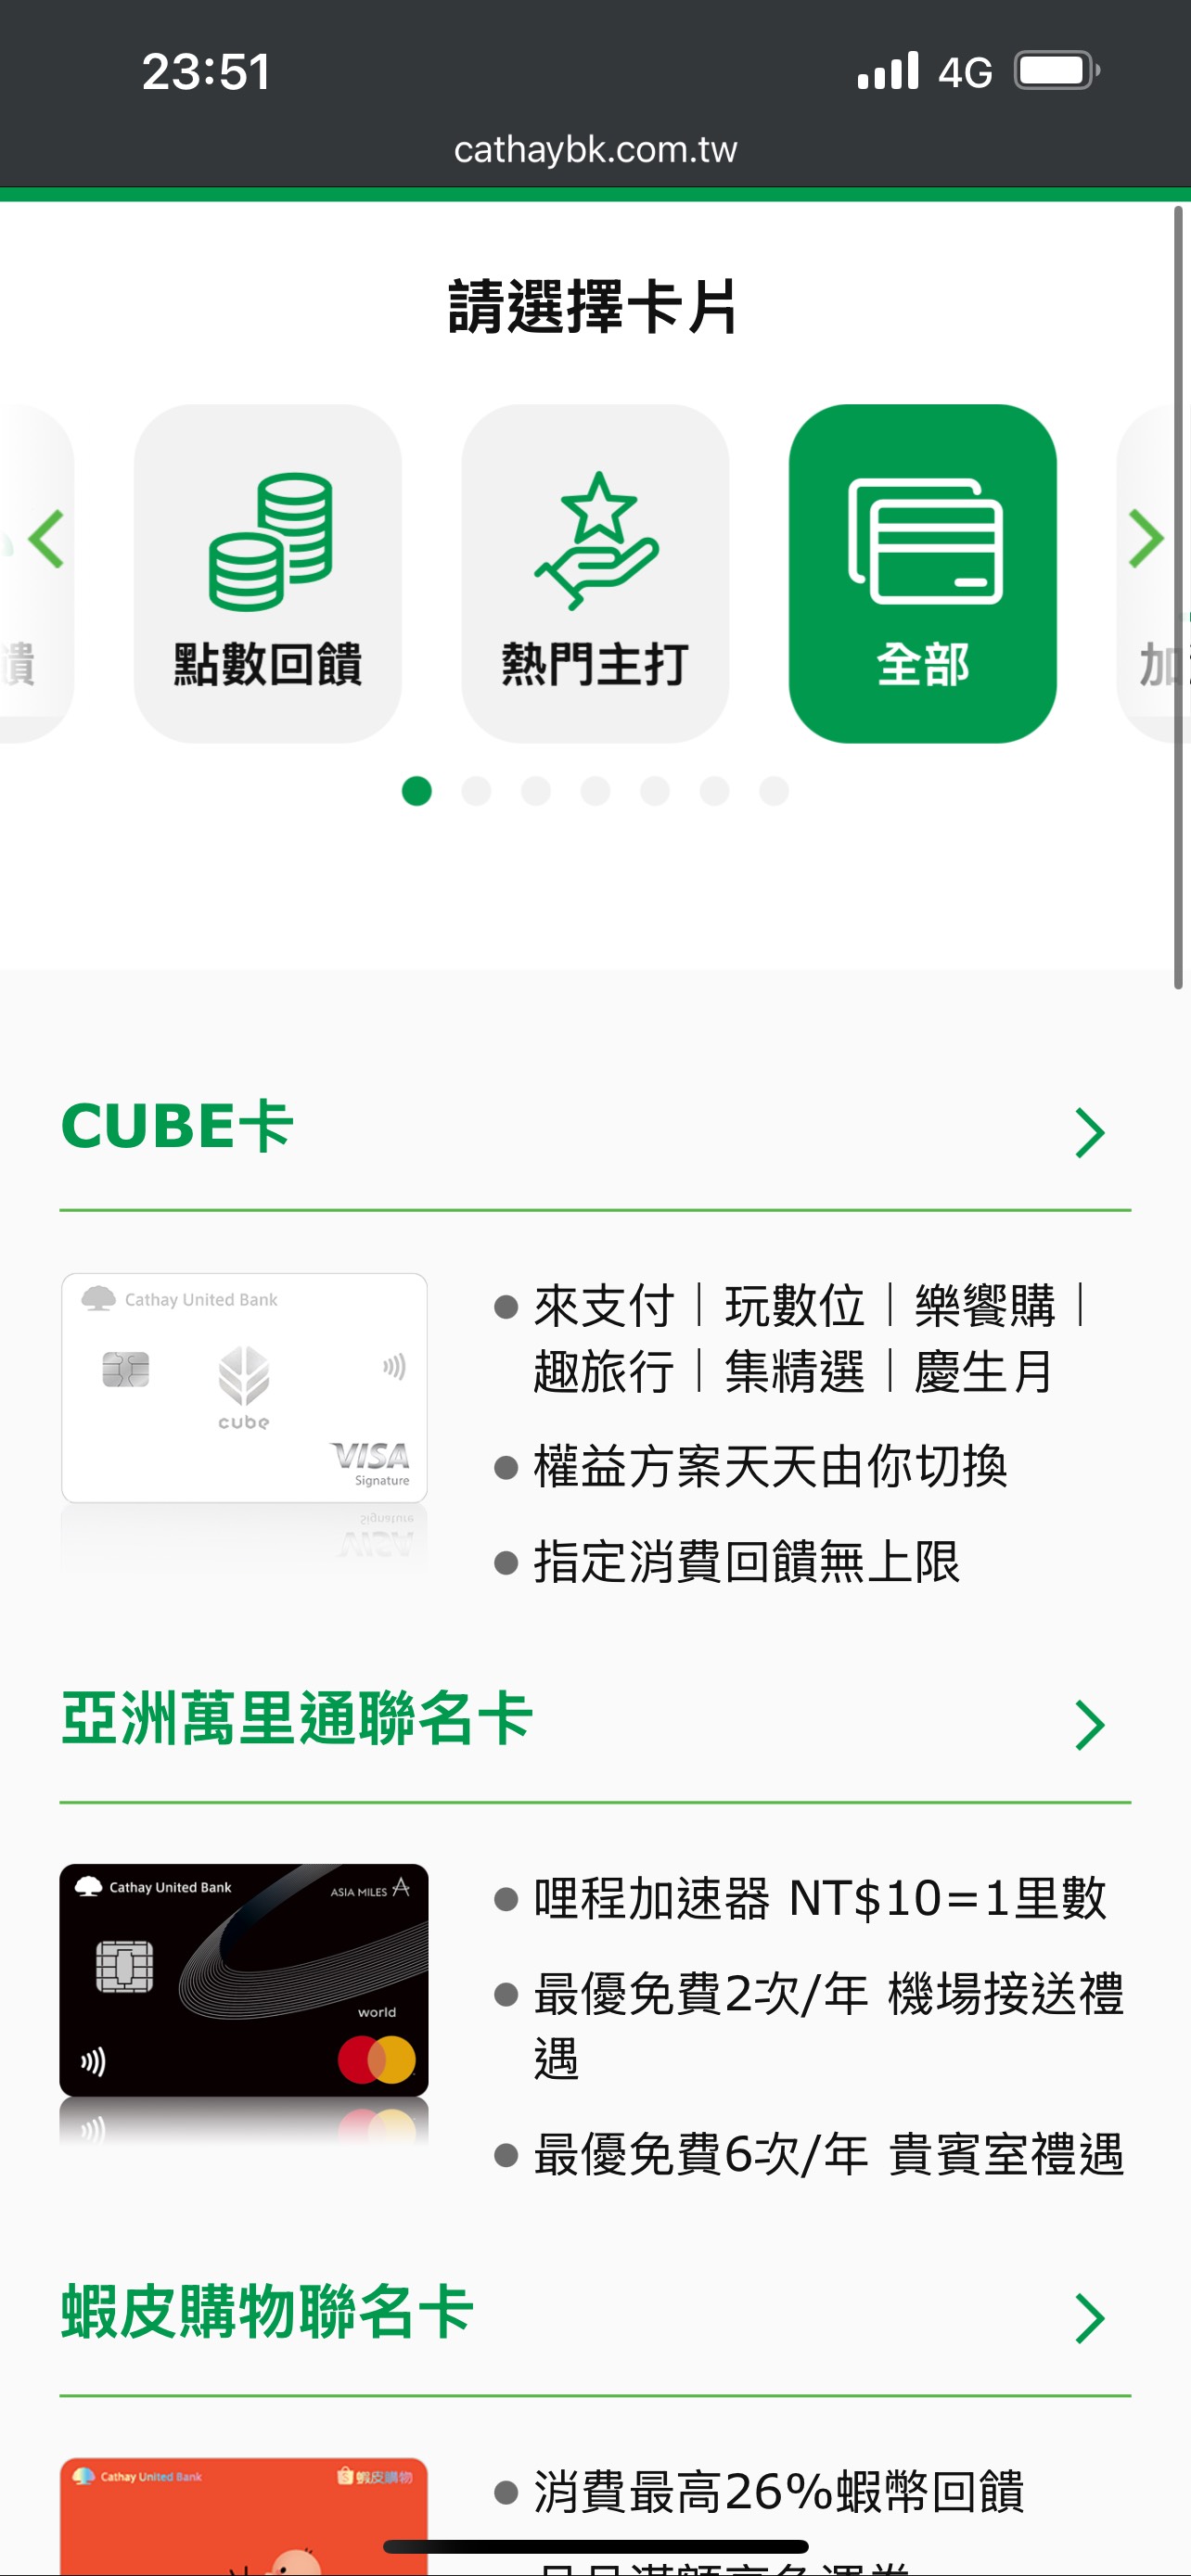 23:51
4G
cathaybk.com.tw
請選擇卡片
饋
點數回饋
熱門主打
全部
加
CUBE卡
Cathay United Bank
cube
VISA
Signature
來支付｜玩數位｜樂饗購｜
趣旅行｜集精選｜慶生月
權益方案天天由你切換
指定消費回饋無上限
亞洲萬里通聯名卡
Cathay United Bank
ASIA MILES
world
哩程加速器 NT$10=1里數
最優免費2次/年 機場接送禮
遇
最優免費6次/年 貴賓室禮遇
蝦皮購物聯名卡
Cathay United Bank
蝦皮購物
消費最高26%蝦幣回饋